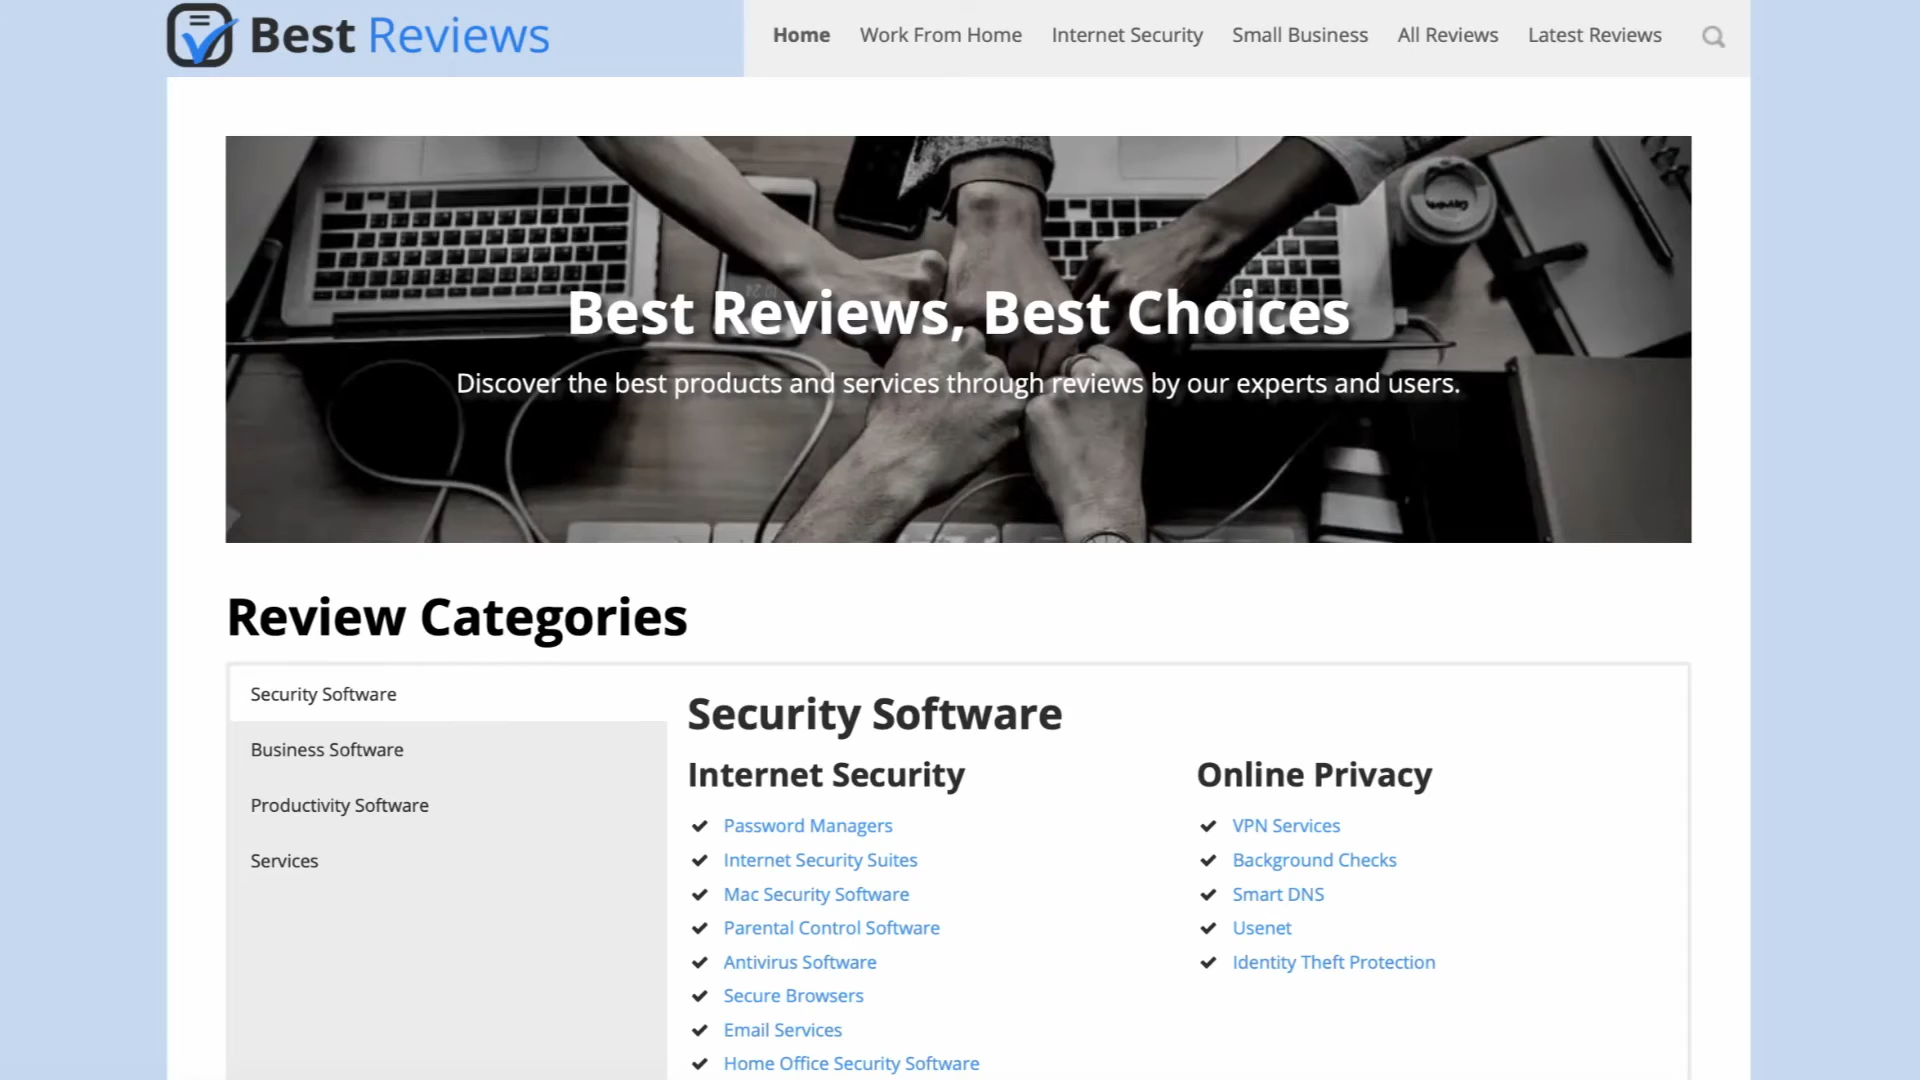 Best Reviews
Home Work From Home Internet Security Small Business All Reviews Latest Reviews
Best Reviews, Best Choices
Discover the best products and services through reviews by our experts and users.
Review Categories
Security Software
Business Software
Productivity Software
Services
Security Software
Internet Security
Password Managers
Internet Security Suites
Mac Security Software
Parental Control Software
Antivirus Software
Secure Browsers
Email Services
Home Office Security Software
Online Privacy
VPN Services
Background Checks
Smart DNS
Usenet
Identity Theft Protection